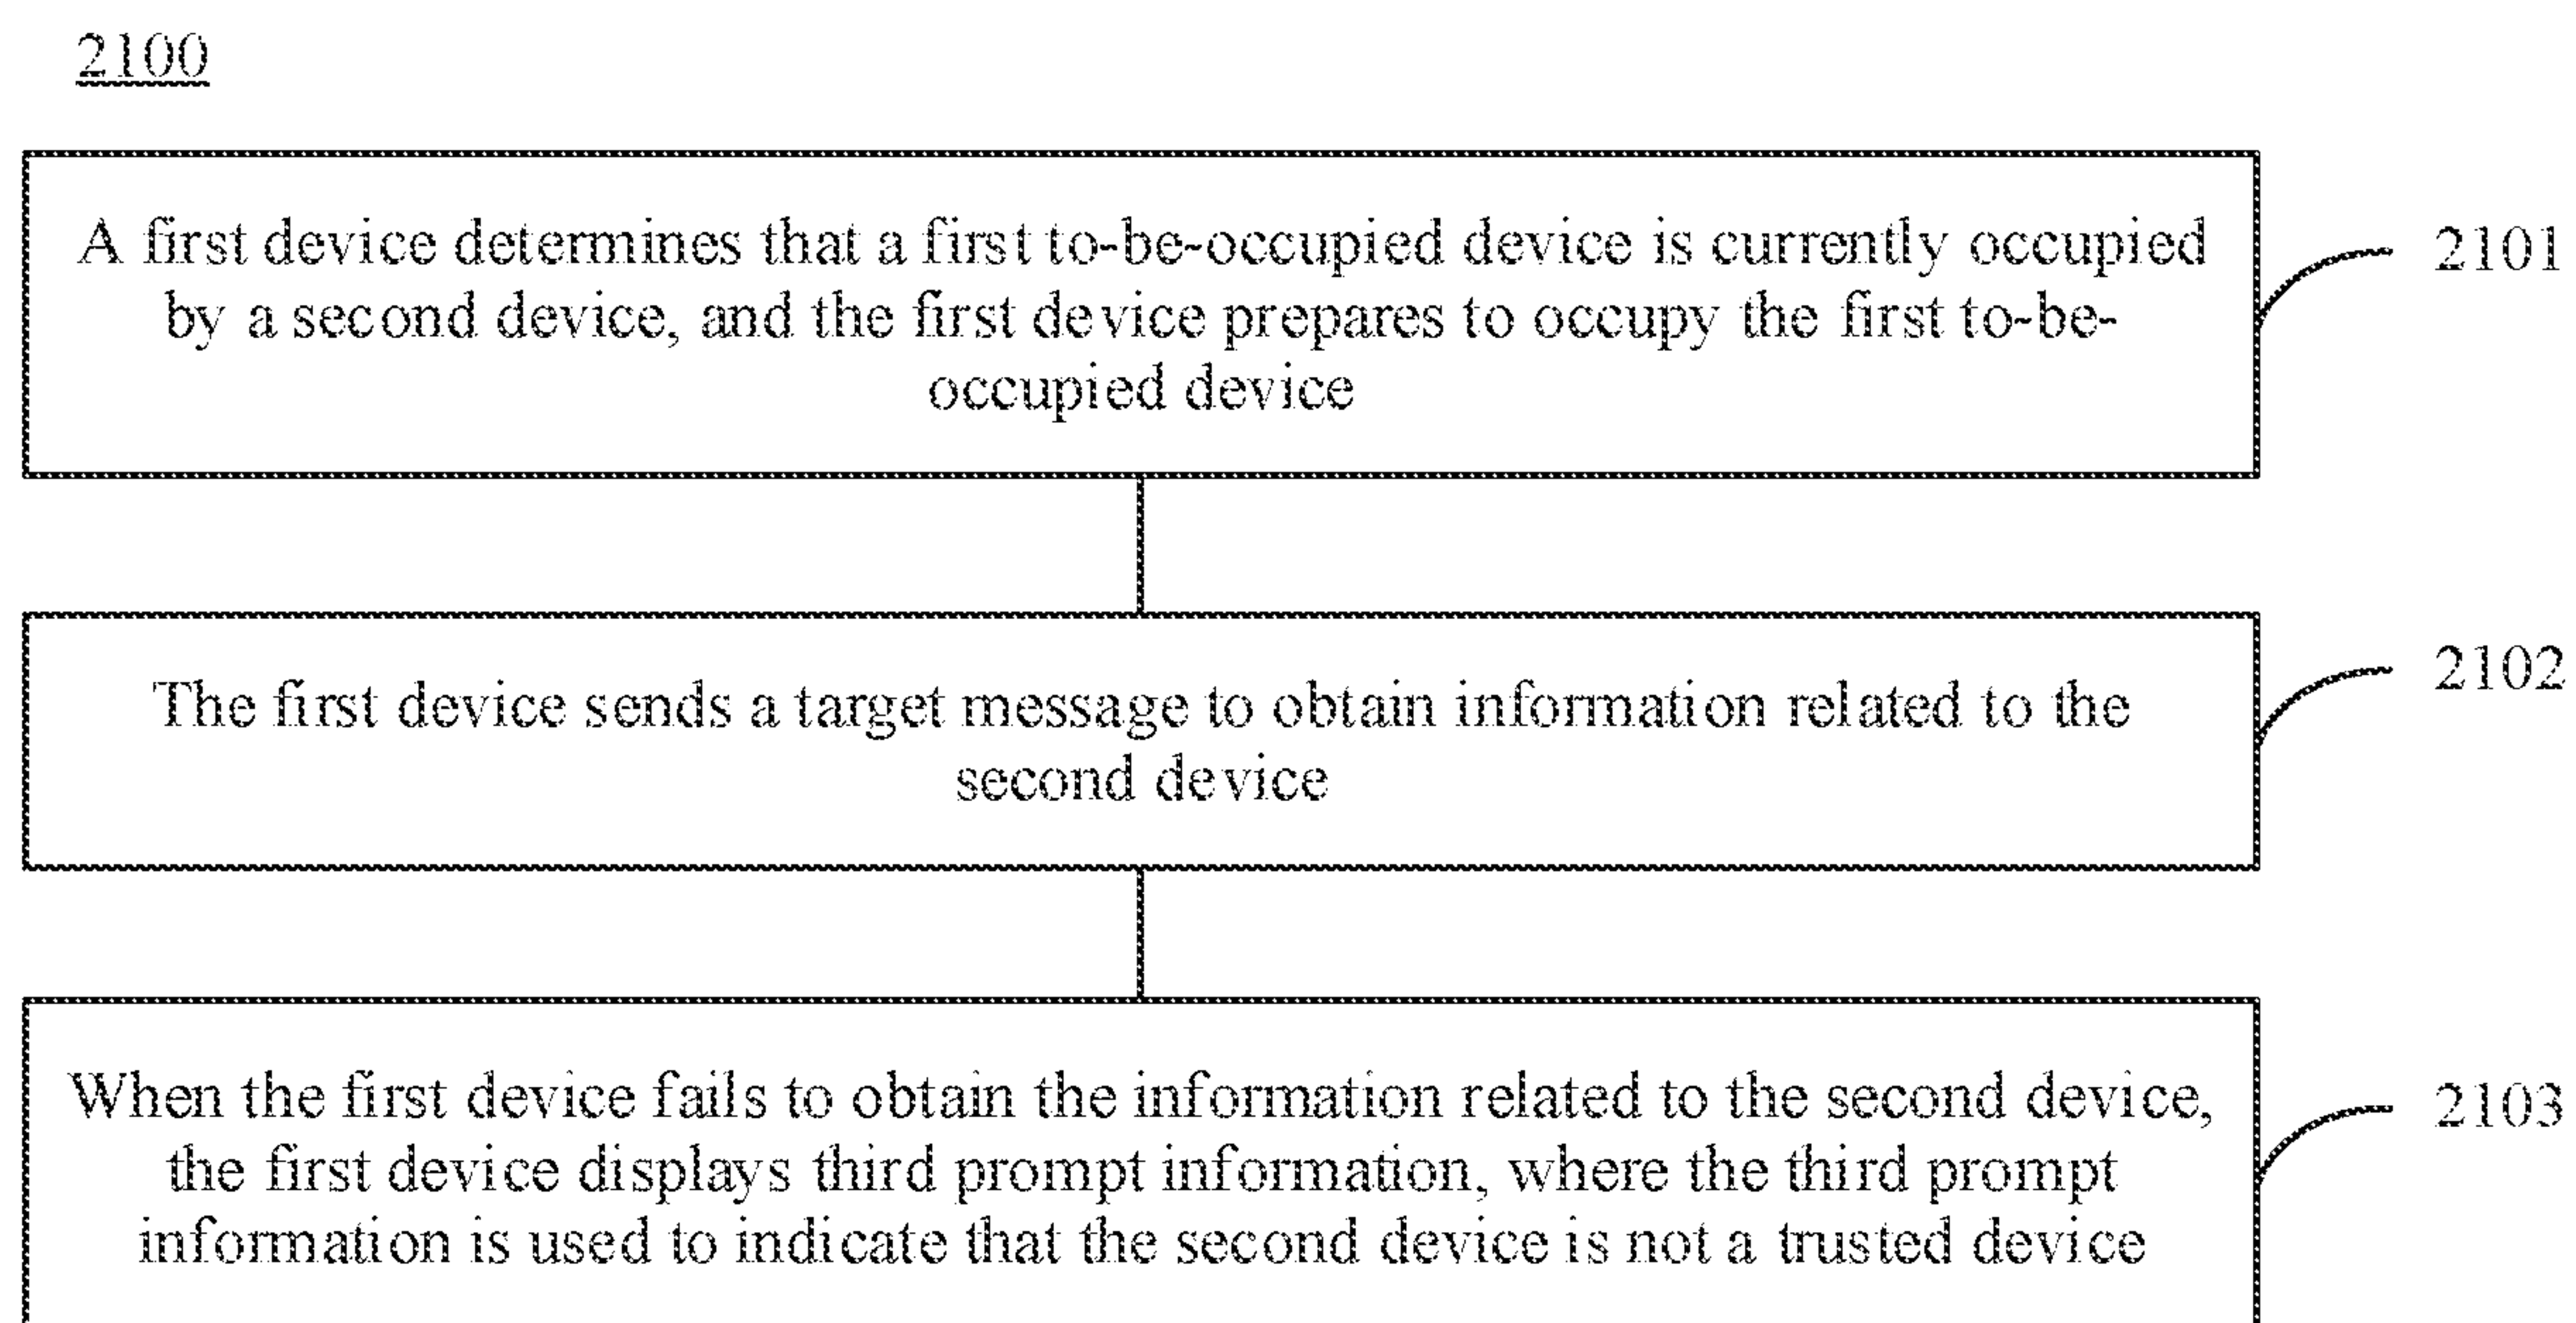 2100
A first device determines that a first to-be-occupied device is currently occupied
by a second device, and the first device prepares to occupy the first to-be-
occupied device
2101
The first device sends a target message to obtain information related to the
second device
2102
When the first device fails to obtain the information related to the second device,
the first device displays third prompt information, where the third prompt
information is used to indicate that the second device is not a trusted device
2103